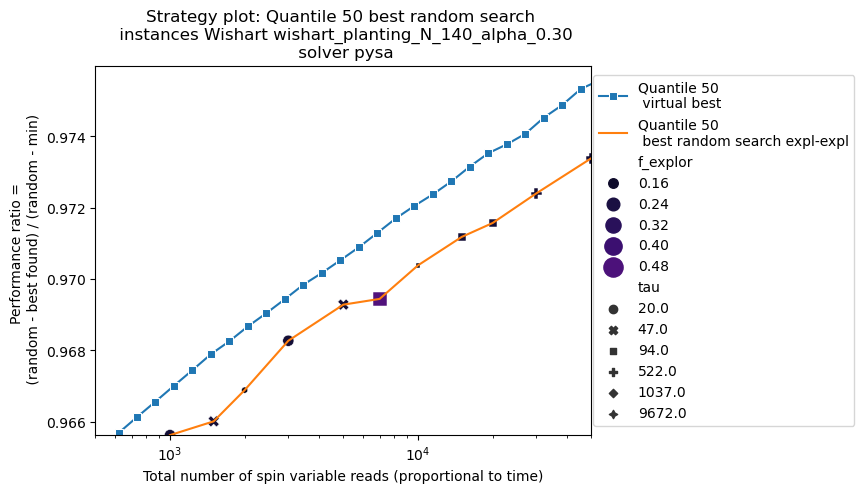 Strategy plot: Quantile 50 best random search
instances Wishart wishart_planting_N_140_alpha_0.30
solver pysa
Performance ratio =
(random - best found) / (random - min)
0.974
0.972
0.970
0.968
0.966
10^3
10^4
Total number of spin variable reads (proportional to time)
Quantile 50
virtual best
Quantile 50
best random search expl-expl
f_explor
0.16
0.24
0.32
0.40
0.48
tau
20.0
47.0
94.0
522.0
1037.0
9672.0